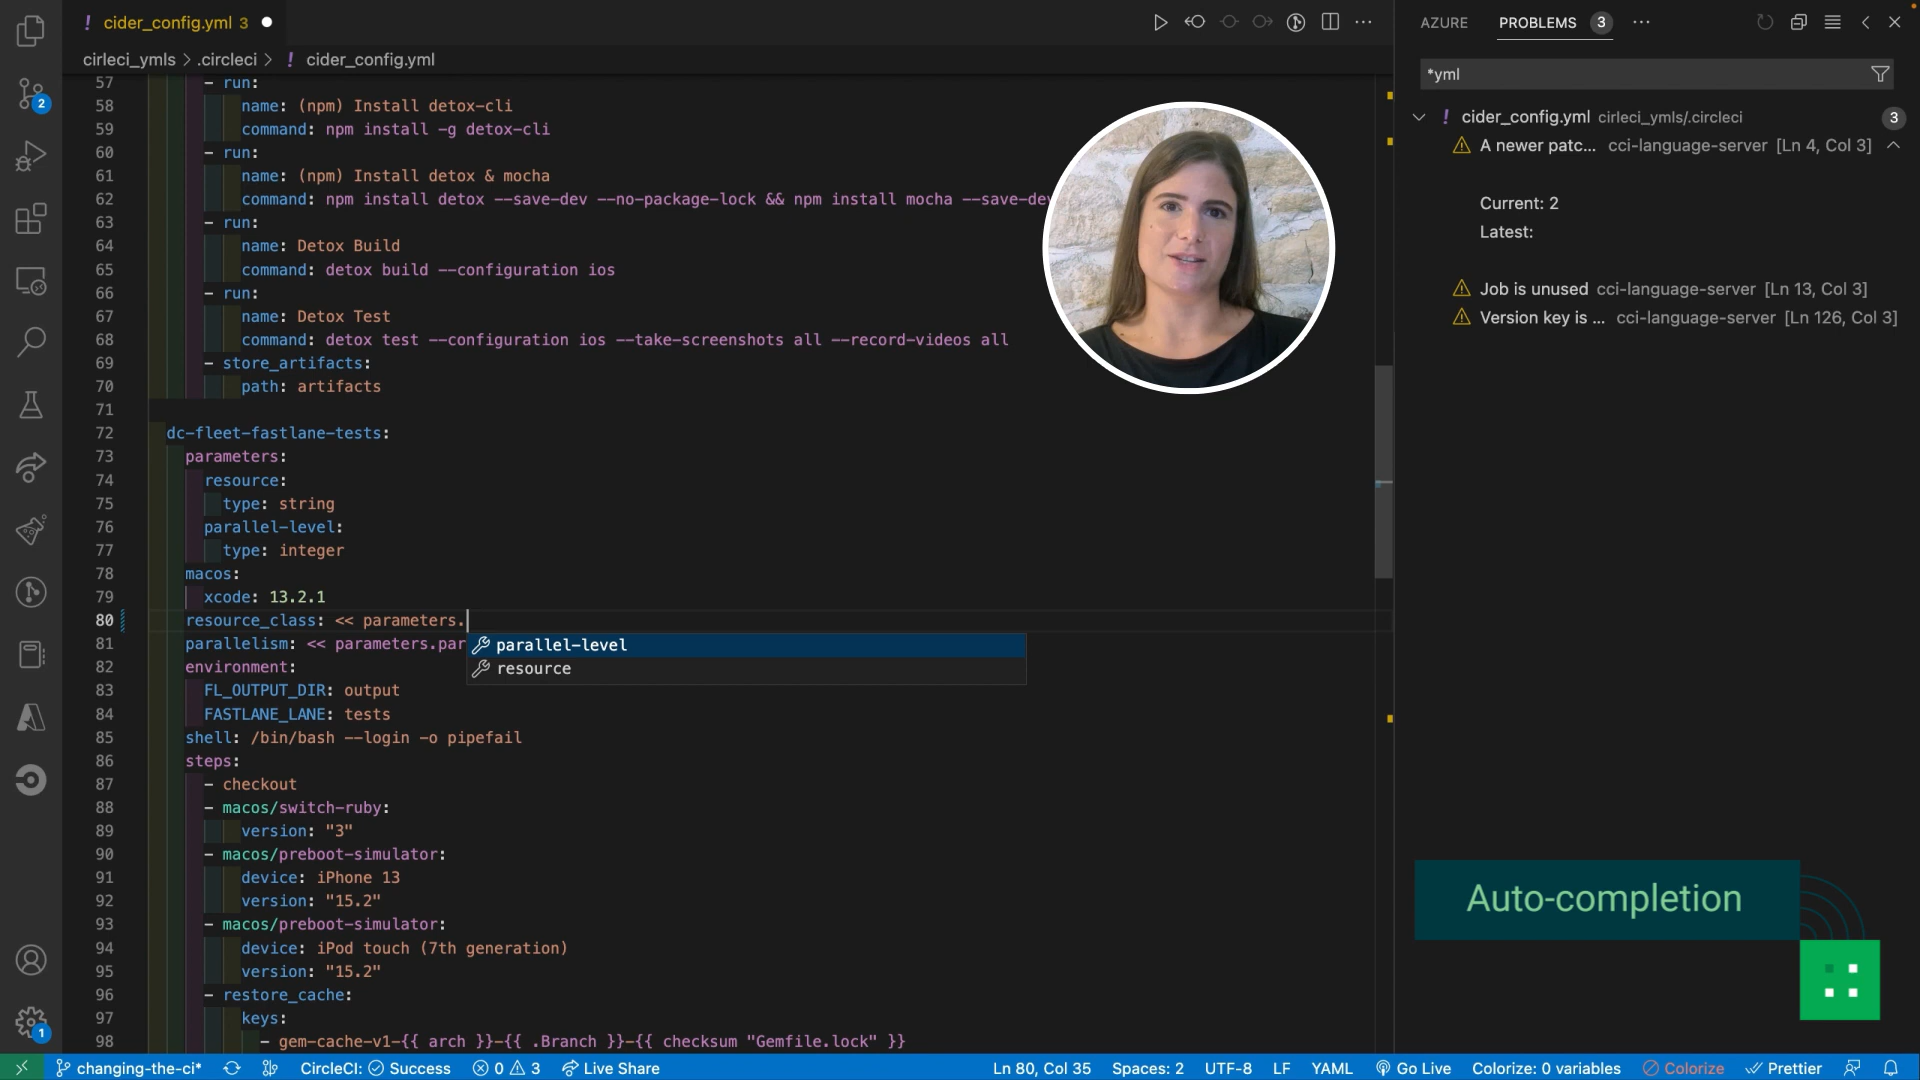 ! cider_config.yml 3
cirleci_ymls > .circleci > ! cider_config.yml
57 - run:
58 name: (npm) Install detox-cli
59 command: npm install -g detox-cli
60 - run:
61 name: (npm) Install detox & mocha
62 command: npm install detox --save-dev --no-package-lock && npm install mocha --save-dev
63 - run:
64 name: Detox Build
65 command: detox build --configuration ios
66 - run:
67 name: Detox Test
68 command: detox test --configuration ios --take-screenshots all --record-videos all
69 - store_artifacts:
70 path: artifacts
71
72 dc-fleet-fastlane-tests:
73 parameters:
74 resource:
75 type: string
76 parallel-level:
77 type: integer
78 macos:
79 xcode: 13.2.1
80 resource_class: << parameters.
81 parallelism: << parameters.par
parallel-level
resource
82 environment:
83 FL_OUTPUT_DIR: output
84 FASTLANE_LANE: tests
85 shell: /bin/bash --login -o pipefail
86 steps:
87 - checkout
88 - macos/switch-ruby:
89 version: "3"
90 - macos/preboot-simulator:
91 device: iPhone 13
92 version: "15.2"
93 - macos/preboot-simulator:
94 device: iPod touch (7th generation)
95 version: "15.2"
96 - restore_cache:
97 keys:
98 - gem-cache-v1-{{ arch }}-{{ .Branch }}-{{ checksum "Gemfile.lock" }}
AZURE PROBLEMS 3 ...
*yml
! cider_config.yml cirleci_ymls/.circleci 3
A newer patc... cci-language-server [Ln 4, Col 3]
Current: 2
Latest:
Job is unused cci-language-server [Ln 13, Col 3]
Version key is ... cci-language-server [Ln 126, Col 3]
Auto-completion
2
1
changing-the-ci* CircleCI: Success 0 3 Live Share Ln 80, Col 35 Spaces: 2 UTF-8 LF YAML Go Live Colorize: 0 variables Colorize Prettier